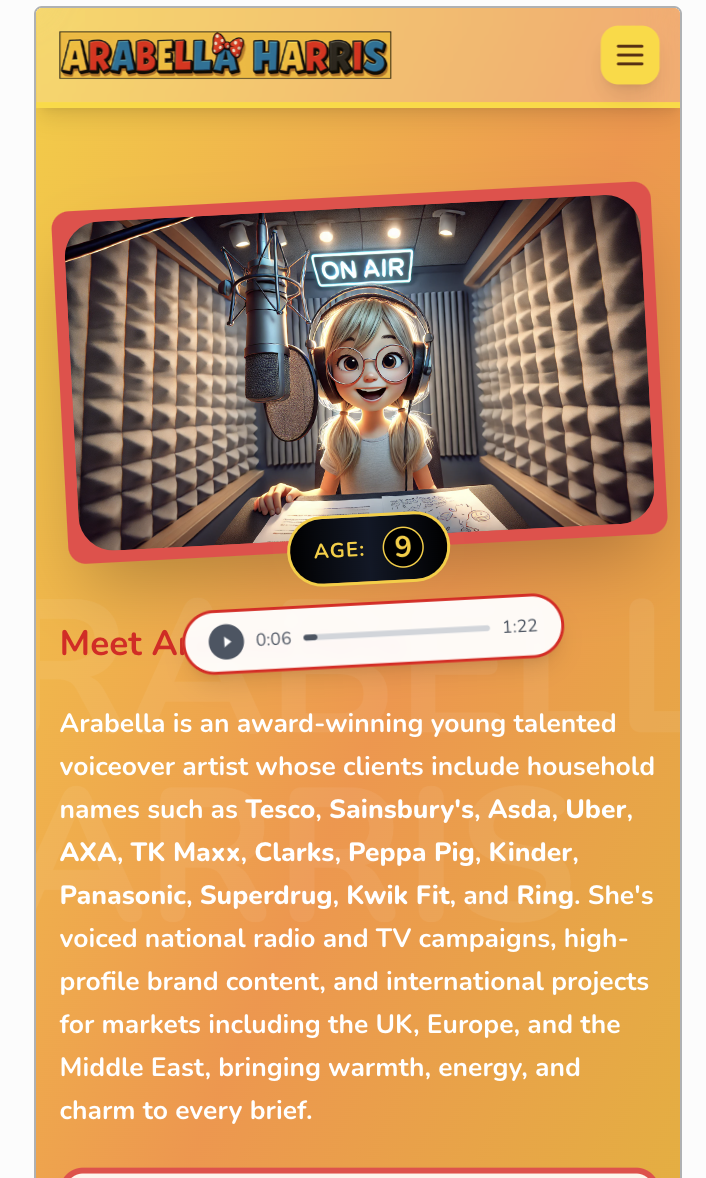 ARABELLA HARRIS
ON AIR
AGE: 9
0:06 1:22
Meet
Arabella is an award-winning young talented
voiceover artist whose clients include household
names such as Tesco, Sainsbury's, Asda, Uber,
AXA, TK Maxx, Clarks, Peppa Pig, Kinder,
Panasonic, Superdrug, Kwik Fit, and Ring. She's
voiced national radio and TV campaigns, high-
profile brand content, and international projects
for markets including the UK, Europe, and the
Middle East, bringing warmth, energy, and
charm to every brief.